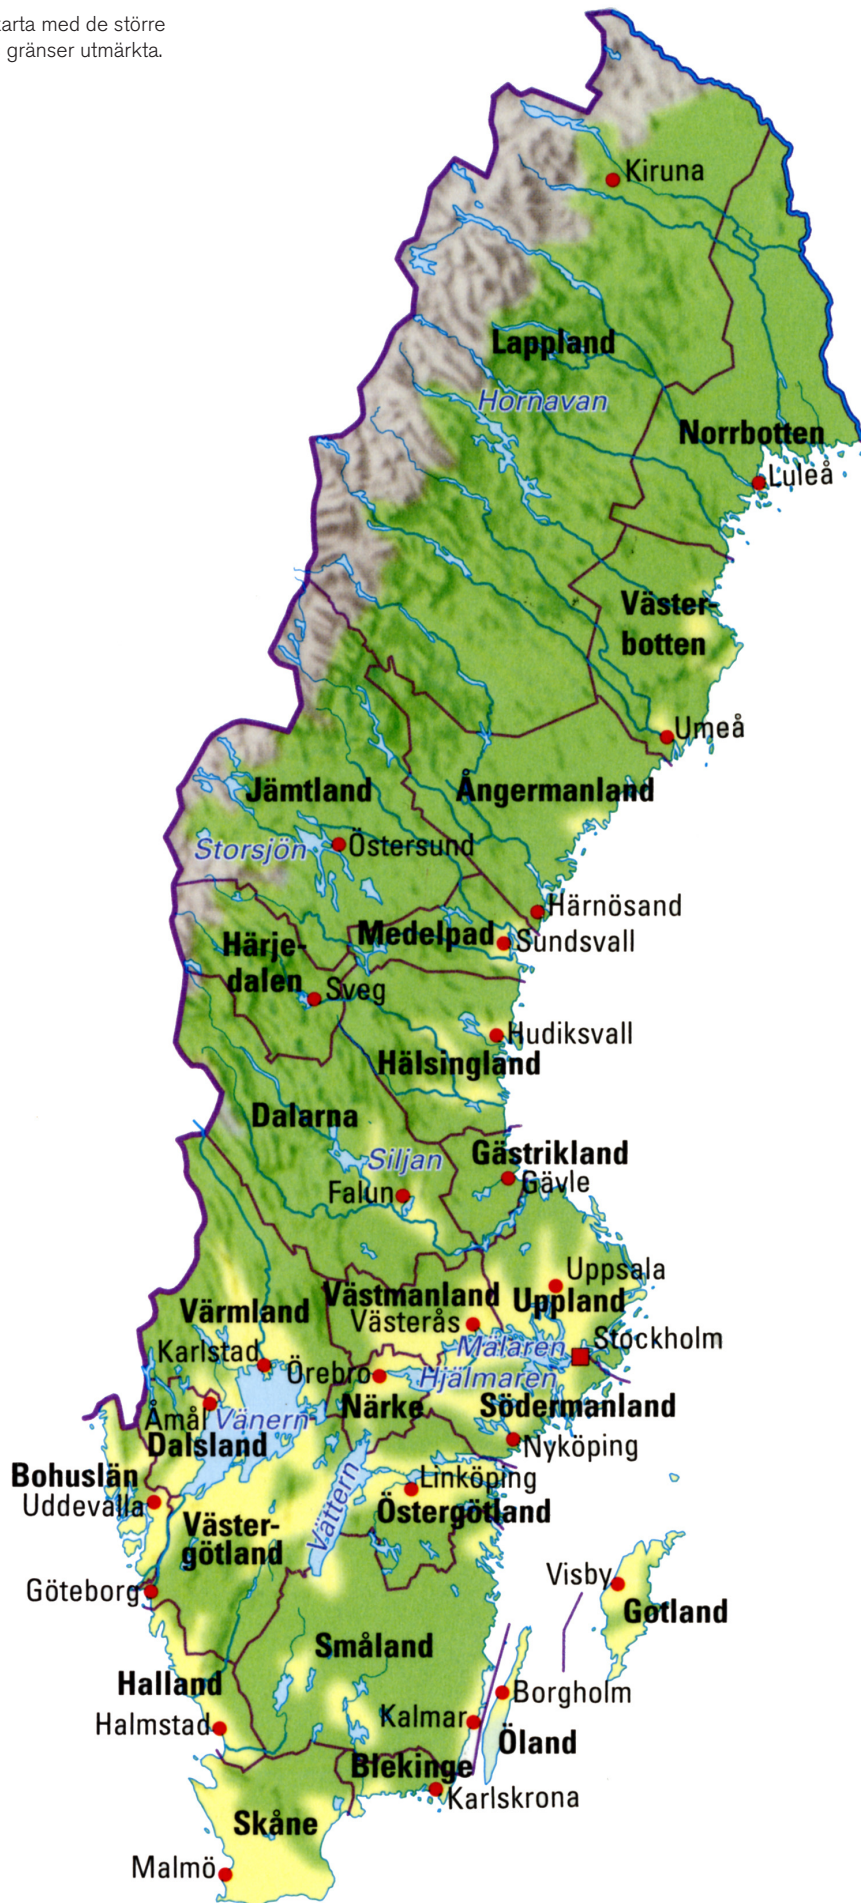 karta med de större
gränser utmärkta.
Kiruna
Lappland
Hornavan
Norrbotten
Luleå
Väster-
botten
Umeå
Jämtland
Ångermanland
Storsjön
Östersund
Härnösand
Medelpad
Sundsvall
Härje-
dalen
Sveg
Hudiksvall
Hälsingland
Dalarna
Gästrikland
Siljan
Gävle
Falun
Uppsala
Västmanland
Uppland
Värmland
Västerås
Stockholm
Mälaren
Karlstad
Örebro
Hjälmaren
Närke
Södermanland
Åmål
Vänern
Dalsland
Nyköping
Bohuslän
Linköping
Uddevalla
Vättern
Östergötland
Väster-
götland
Visby
Göteborg
Gotland
Småland
Halland
Borgholm
Halmstad
Kalmar
Öland
Blekinge
Karlskrona
Skåne
Malmö